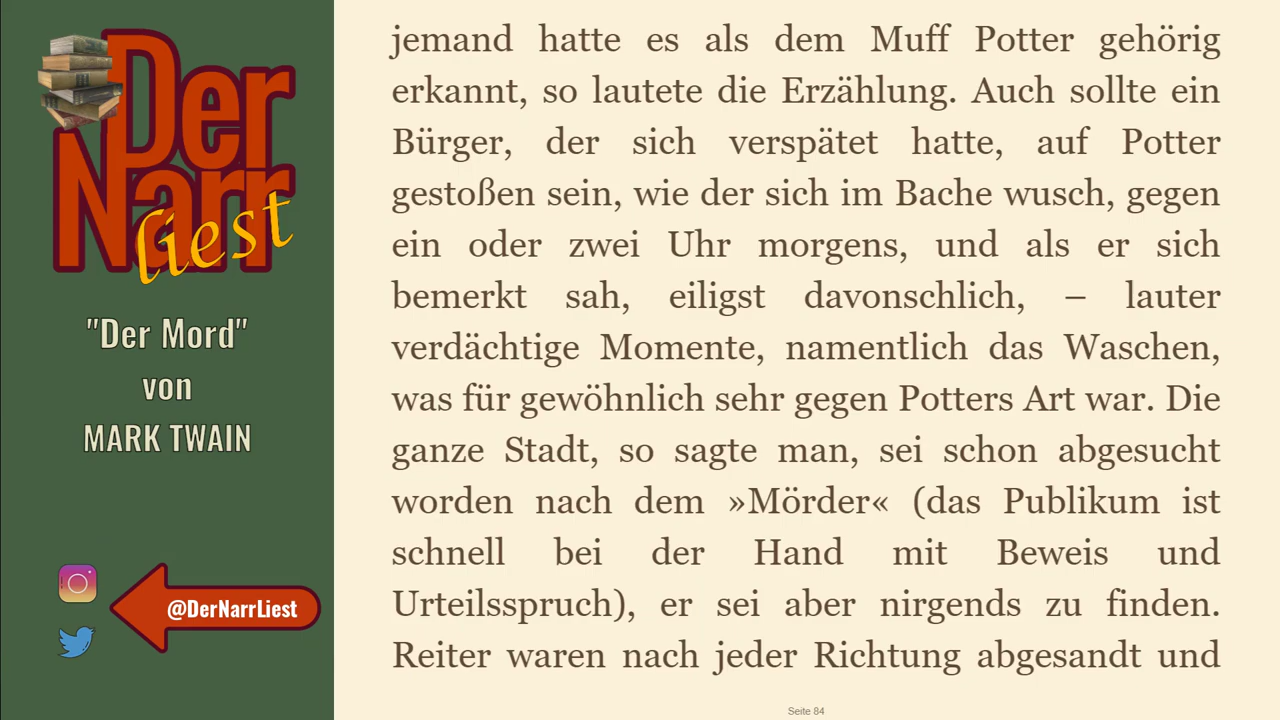 Der
Narr
liest
"Der Mord"
von
MARK TWAIN
@DerNarrLiest
jemand hatte es als dem Muff Potter gehörig
erkannt, so lautete die Erzählung. Auch sollte ein
Bürger, der sich verspätet hatte, auf Potter
gestoßen sein, wie der sich im Bache wusch, gegen
ein oder zwei Uhr morgens, und als er sich
bemerkt sah, eiligst davonschlich, – lauter
verdächtige Momente, namentlich das Waschen,
was für gewöhnlich sehr gegen Potters Art war. Die
ganze Stadt, so sagte man, sei schon abgesucht
worden nach dem »Mörder« (das Publikum ist
schnell bei der Hand mit Beweis und
Urteilsspruch), er sei aber nirgends zu finden.
Reiter waren nach jeder Richtung abgesandt und
Seite 84